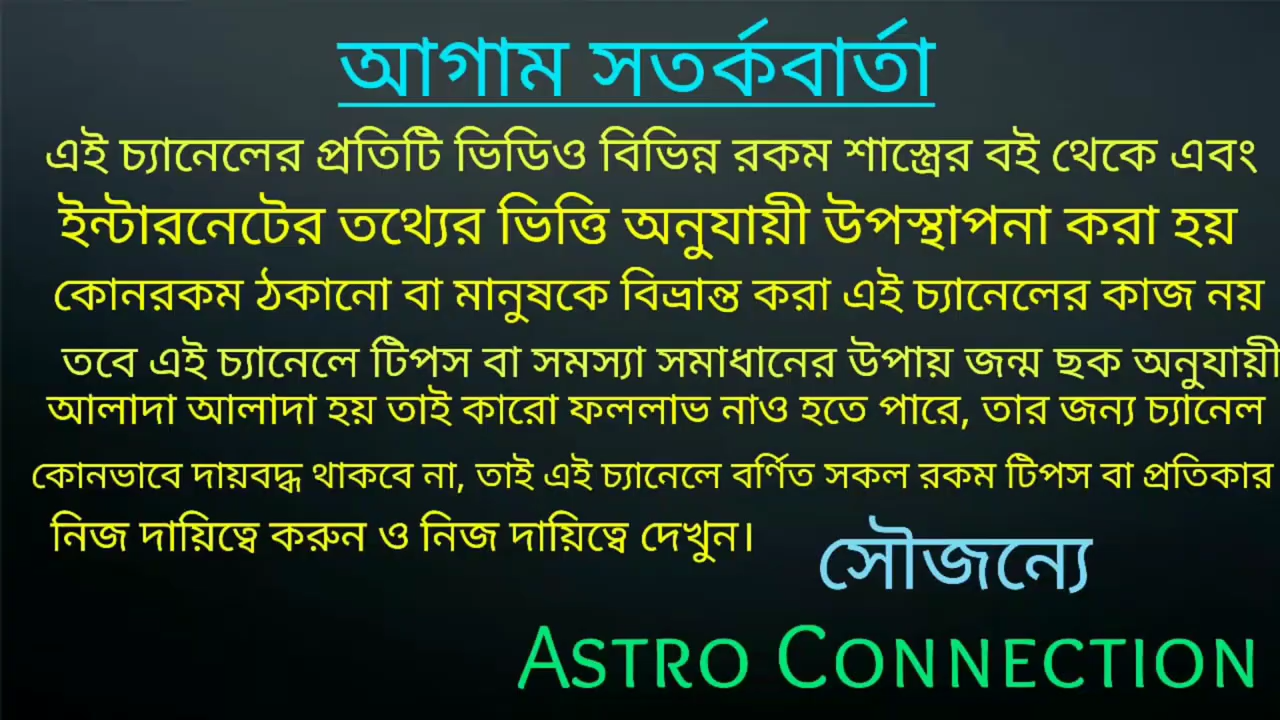 আগাম সতর্কবার্তা
এই চ্যানেলের প্রতিটি ভিডিও বিভিন্ন রকম শাস্ত্রের বই থেকে এবং
ইন্টারনেটের তথ্যের ভিত্তি অনুযায়ী উপস্থাপনা করা হয়
কোনরকম ঠকানো বা মানুষকে বিভ্রান্ত করা এই চ্যানেলের কাজ নয়
তবে এই চ্যানেলে টিপস বা সমস্যা সমাধানের উপায় জন্ম ছক অনুযায়ী
আলাদা আলাদা হয় তাই কারো ফললাভ নাও হতে পারে, তার জন্য চ্যানেল
কোনভাবে দায়বদ্ধ থাকবে না, তাই এই চ্যানেলে বর্ণিত সকল রকম টিপস বা প্রতিকার
নিজ দায়িত্বে করুন ও নিজ দায়িত্বে দেখুন।
সৌজন্যে
ASTRO CONNECTION